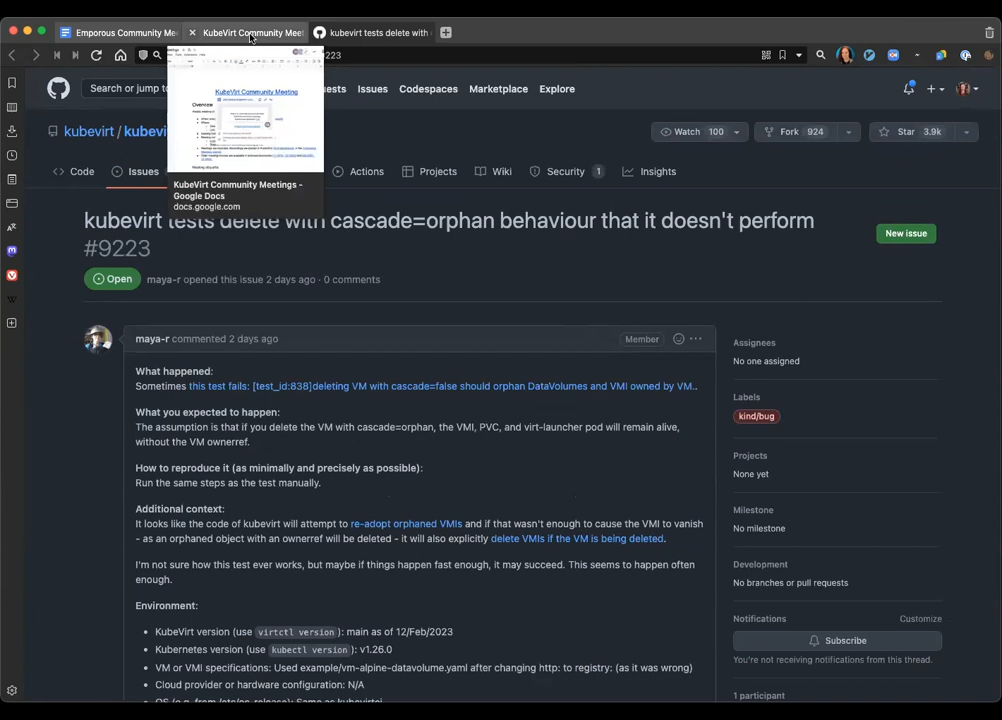 Emporous Community Me
KubeVirt Community Meet
kubevirt tests delete with
9223
Search or jump to
ests
Issues
Codespaces
Marketplace
Explore
KubeVirt Community Meeting
Overview
KubeVirt Community Meetings -
Google Docs
docs.google.com
kubevirt / kubevi
Watch 100
Fork 924
Star 3.9k
Code
Issues
Actions
Projects
Wiki
Security 1
Insights
kubevirt tests delete with cascade=orphan behaviour that it doesn't perform
#9223
New issue
Open
maya-r opened this issue 2 days ago · 0 comments
maya-r commented 2 days ago
Member
What happened:
Sometimes this test fails: [test_id:838]deleting VM with cascade=false should orphan DataVolumes and VMI owned by VM..
What you expected to happen:
The assumption is that if you delete the VM with cascade=orphan, the VMI, PVC, and virt-launcher pod will remain alive,
without the VM ownerref.
How to reproduce it (as minimally and precisely as possible):
Run the same steps as the test manually.
Additional context:
It looks like the code of kubevirt will attempt to re-adopt orphaned VMIs and if that wasn't enough to cause the VMI to vanish
- as an orphaned object with an ownerref will be deleted - it will also explicitly delete VMIs if the VM is being deleted.
I'm not sure how this test ever works, but maybe if things happen fast enough, it may succeed. This seems to happen often
enough.
Environment:
• KubeVirt version (use virtctl version): main as of 12/Feb/2023
• Kubernetes version (use kubectl version): v1.26.0
• VM or VMI specifications: Used example/vm-alpine-datavolume.yaml after changing http: to registry: (as it was wrong)
• Cloud provider or hardware configuration: N/A
• OS (e.g. from /etc/os-release): Same as kubevirtci
Assignees
No one assigned
Labels
kind/bug
Projects
None yet
Milestone
No milestone
Development
No branches or pull requests
Notifications
Customize
Subscribe
You're not receiving notifications from this thread.
1 participant